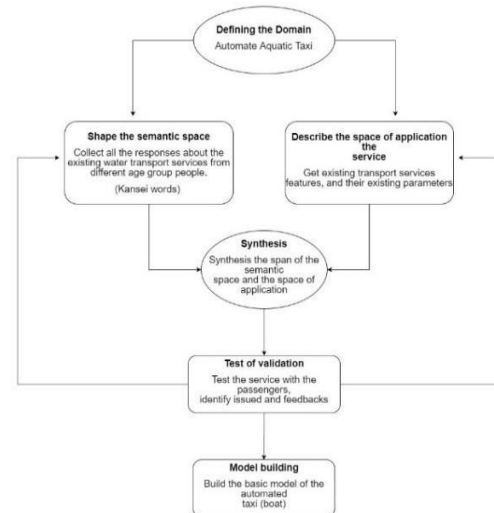 Defining the Domain
Automate Aquatic Taxi
Shape the semantic space
Collect all the responses about the
existing water transport services from
different age group people.
(Kansei words)
Describe the space of application
the
service
Get existing transport services
features, and their existing parameters
Synthesis
Synthesis the span of the
semantic
space and the space of
application
Test of validation
Test the service with the
passengers,
identify issued and feedbacks
Model building
Build the basic model of the
automated
taxi (boat)